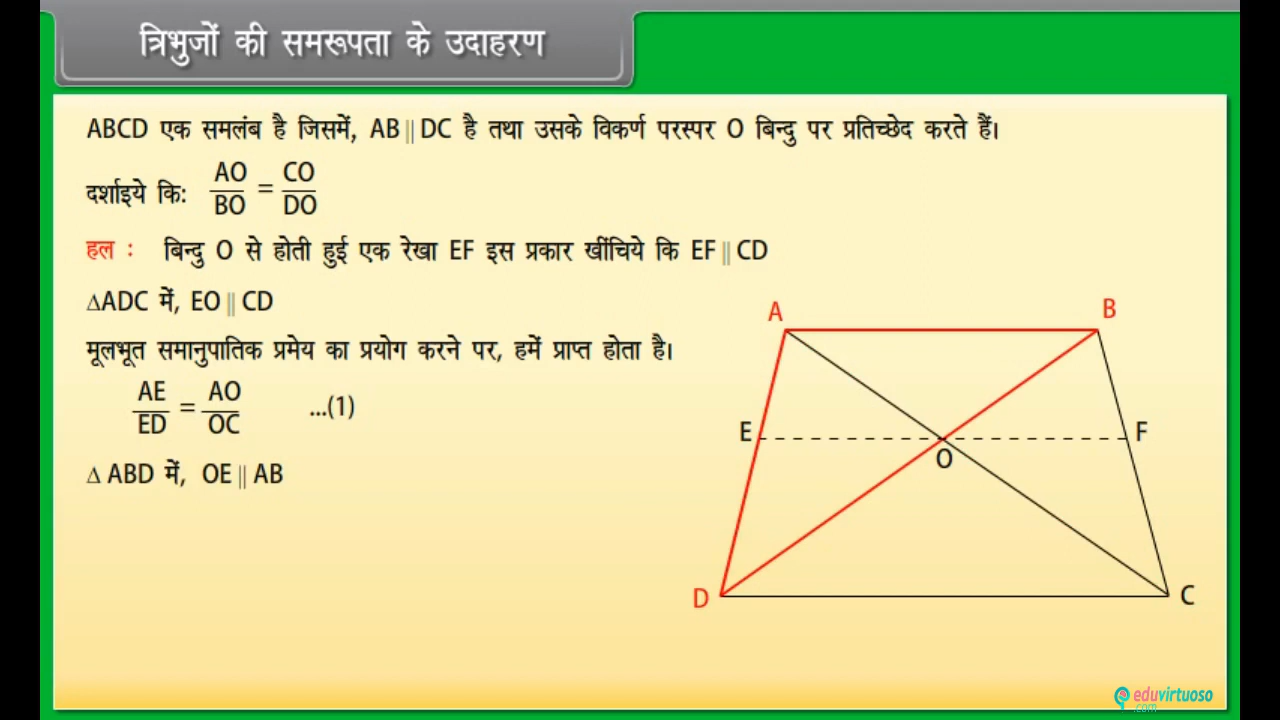 त्रिभुजों की समरूपता के उदाहरण
ABCD एक समलंब है जिसमें, AB || DC है तथा उसके विकर्ण परस्पर O बिन्दु पर प्रतिच्छेद करते हैं।
दर्शाइये कि: AO/BO = CO/DO
हल : बिन्दु O से होती हुई एक रेखा EF इस प्रकार खींचिये कि EF || CD
∆ADC में, EO || CD
मूलभूत समानुपातिक प्रमेय का प्रयोग करने पर, हमें प्राप्त होता है।
AE/ED = AO/OC ...(1)
∆ ABD में, OE || AB
A B
E F
O
D C
eduvirtuoso
.com